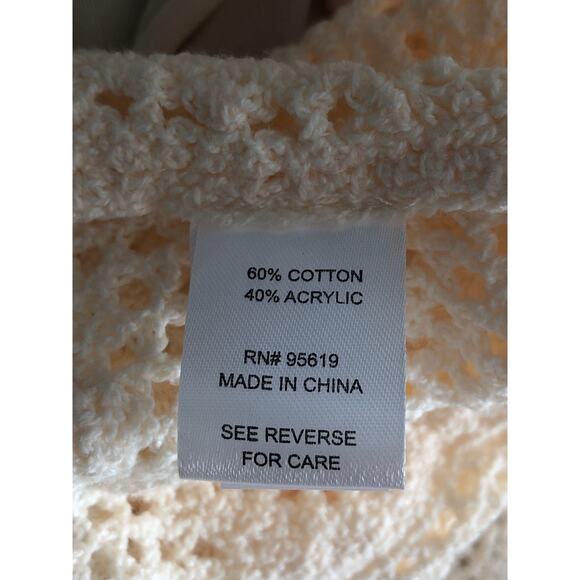 60% COTTON
40% ACRYLIC
RN# 95619
MADE IN CHINA
SEE REVERSE
FOR CARE